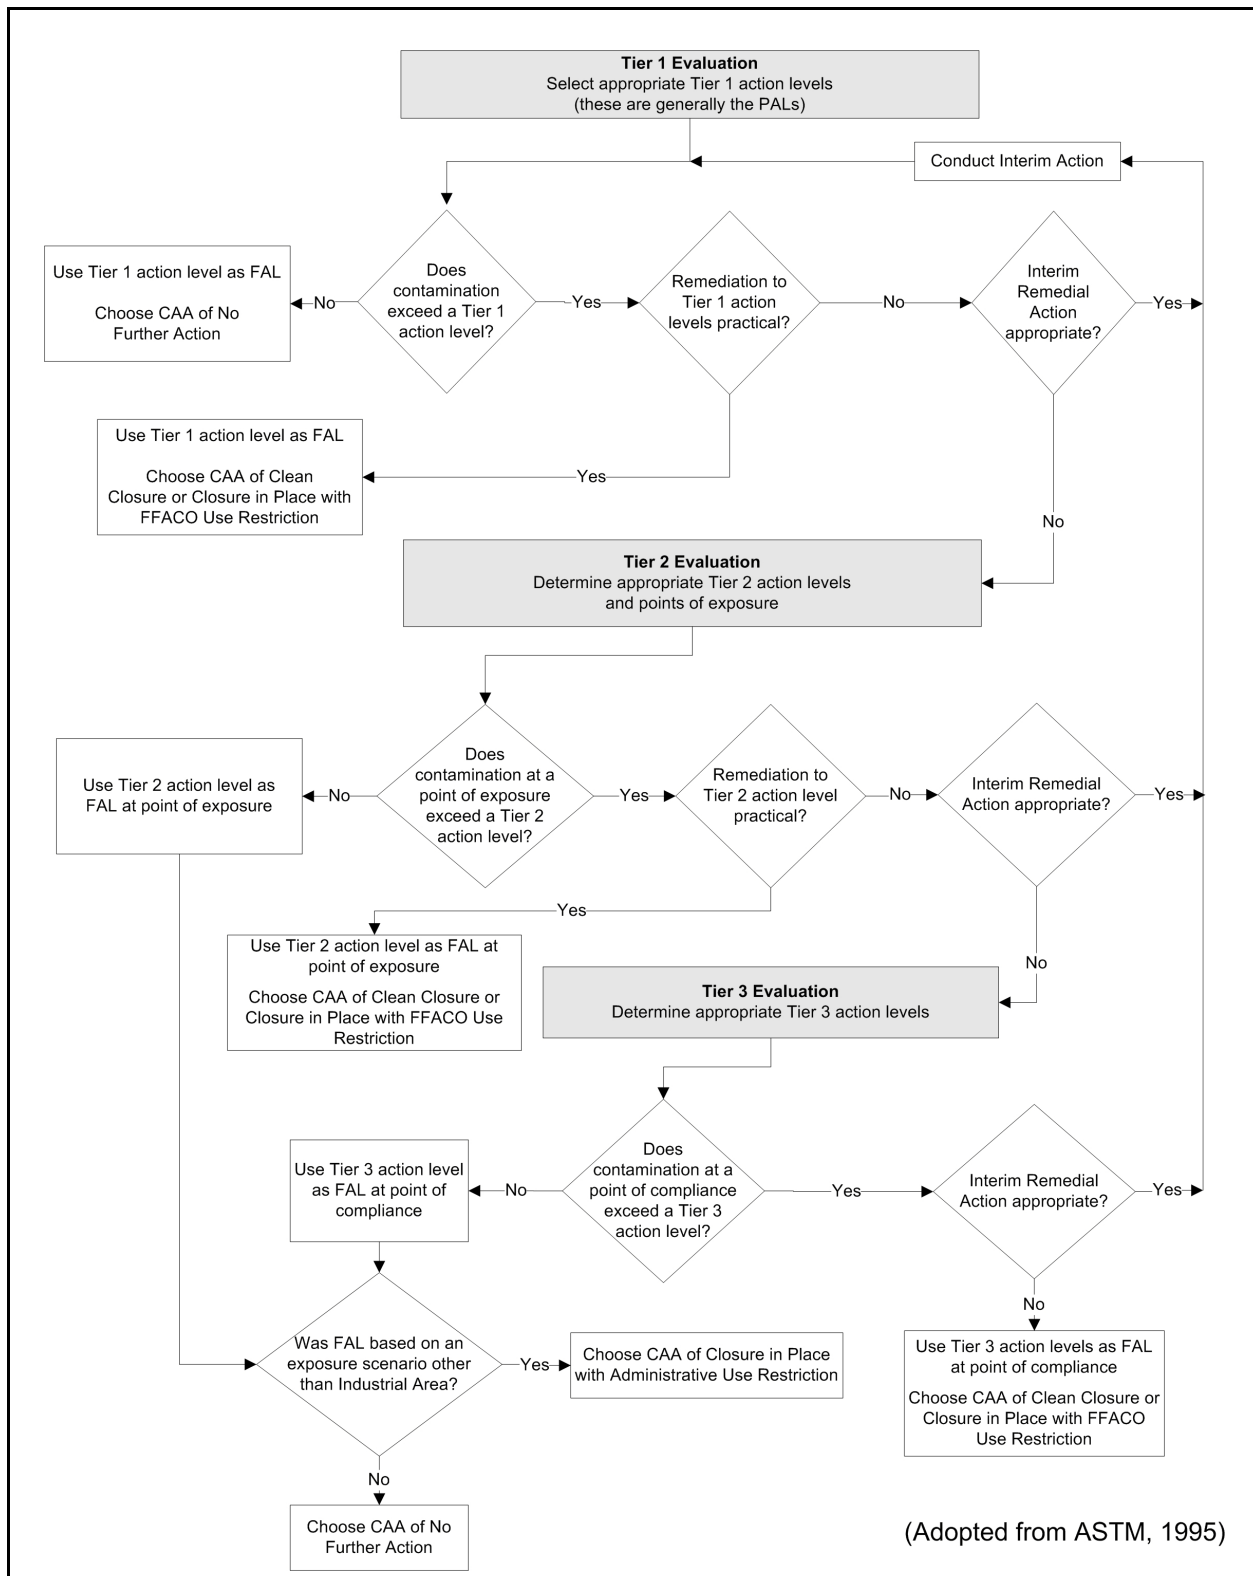 Tier 1 Evaluation
Select appropriate Tier 1 action levels
(these are generally the PALs)
Conduct Interim Action
Use Tier 1 action level as FAL
Choose CAA of No
Further Action
No
Does
contamination
exceed a Tier 1
action level?
Yes
Remediation to
Tier 1 action
levels practical?
No
Interim
Remedial
Action
appropriate?
Yes
Use Tier 1 action level as FAL
Choose CAA of Clean
Closure or Closure in Place with
FFACO Use Restriction
Yes
No
Tier 2 Evaluation
Determine appropriate Tier 2 action levels
and points of exposure
Use Tier 2 action level as
FAL at point of exposure
No
Does
contamination at a
point of exposure
exceed a Tier 2
action level?
Yes
Remediation to
Tier 2 action level
practical?
No
Interim Remedial
Action appropriate?
Yes
Yes
Use Tier 2 action level as FAL at
point of exposure
Choose CAA of Clean Closure or
Closure in Place with FFACO Use
Restriction
No
Tier 3 Evaluation
Determine appropriate Tier 3 action levels
Use Tier 3 action level
as FAL at point of
compliance
No
Does
contamination at a
point of compliance
exceed a Tier 3
action level?
Yes
Interim Remedial
Action appropriate?
Yes
No
Was FAL based on an
exposure scenario other
than Industrial Area?
Yes
Choose CAA of Closure in Place
with Administrative Use Restriction
Use Tier 3 action levels as FAL
at point of compliance
Choose CAA of Clean Closure or
Closure in Place with FFACO
Use Restriction
No
Choose CAA of No
Further Action
(Adopted from ASTM, 1995)